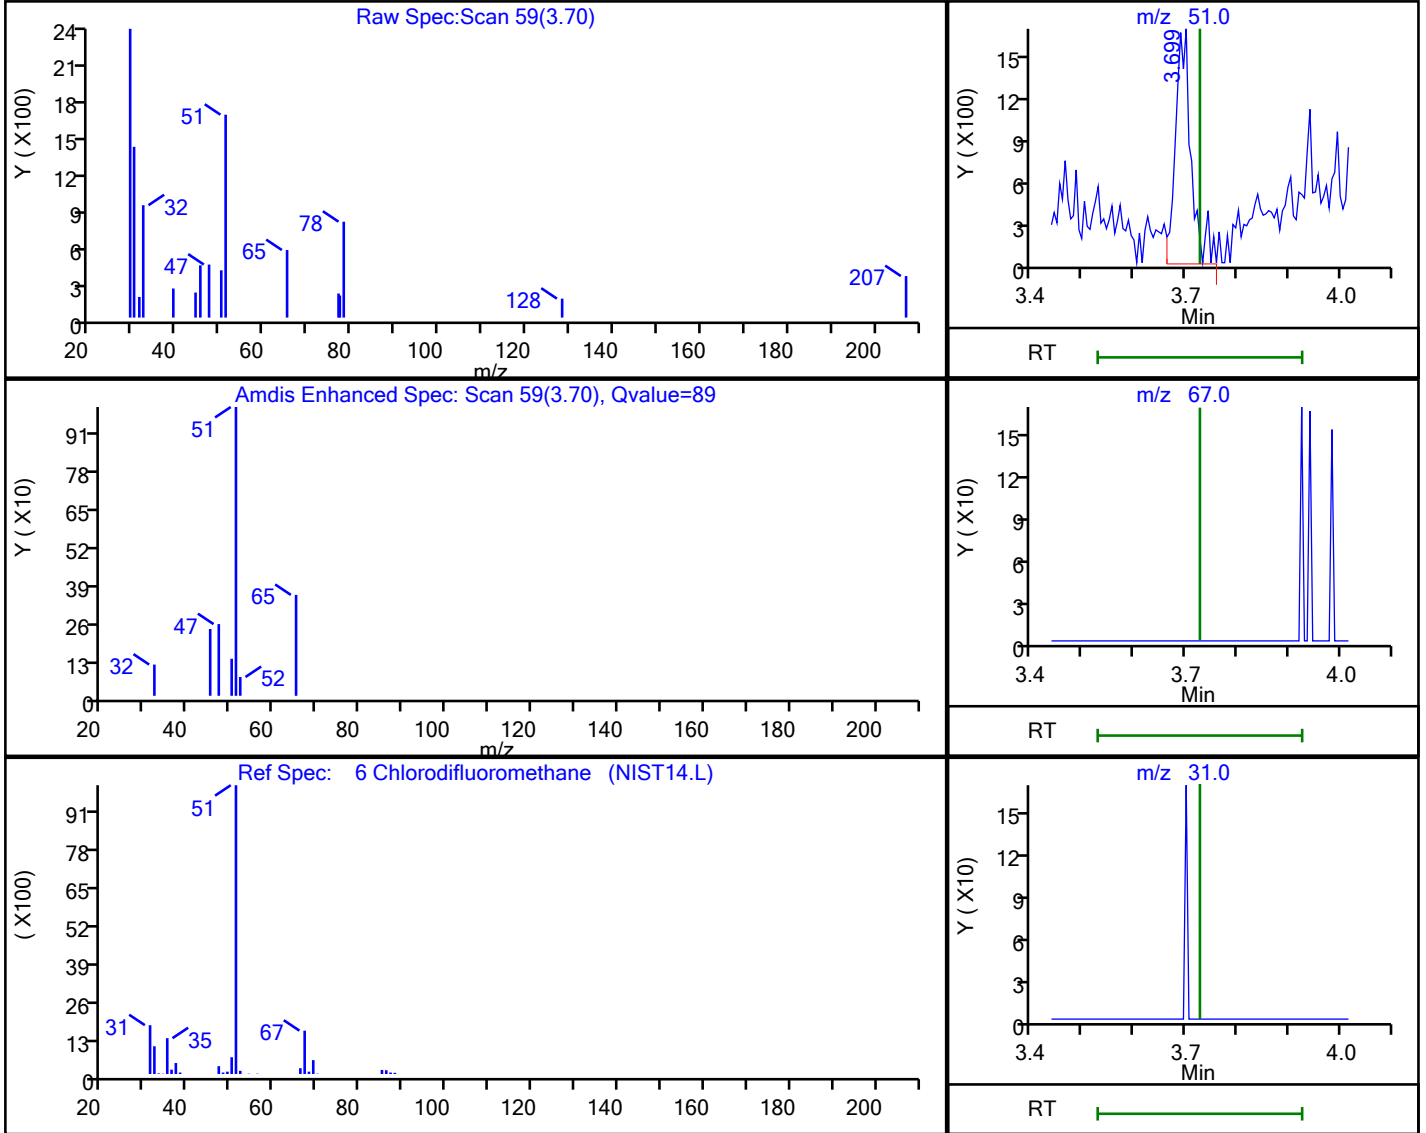 Raw Spec:Scan 59(3.70)
Y ( X100)
24
21
18
15
12
9
6
3
0
51
32
78
65
47
207
128
20 40 60 80 100 120 140 160 180 200
m/z
m/z 51.0
Y ( X100)
15
12
9
6
3
0
3.699
3.4 3.7 4.0
Min
RT
Amdis Enhanced Spec: Scan 59(3.70), Qvalue=89
Y ( X10)
91
78
65
52
39
26
13
0
51
65
47
32
52
20 40 60 80 100 120 140 160 180 200
m/z
m/z 67.0
Y ( X10)
15
12
9
6
3
0
3.4 3.7 4.0
Min
RT
Ref Spec: 6 Chlorodifluoromethane (NIST14.L)
( X100)
91
78
65
52
39
26
13
0
51
31
35
67
20 40 60 80 100 120 140 160 180 200
m/z 31.0
Y ( X10)
15
12
9
6
3
0
3.4 3.7 4.0
Min
RT